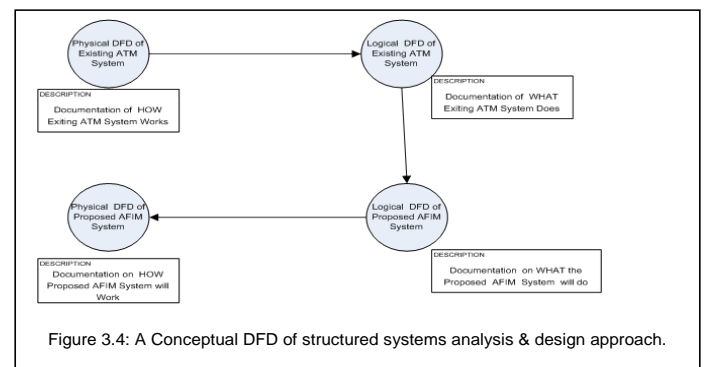 Physical DFD of
Existing ATM
System
Logical DFD of
Existing ATM
System
DESCRIPTION
Documentation of HOW
Exiting ATM System Works
DESCRIPTION
Documentation of WHAT
Exiting ATM System Does
Physical DFD of
Proposed AFIM
System
Logical DFD of
Proposed AFIM
System
DESCRIPTION
Documentation on HOW
Proposed AFIM System will
Work
DESCRIPTION
Documentation on WHAT the
Proposed AFIM System will do
Figure 3.4: A Conceptual DFD of structured systems analysis & design approach.